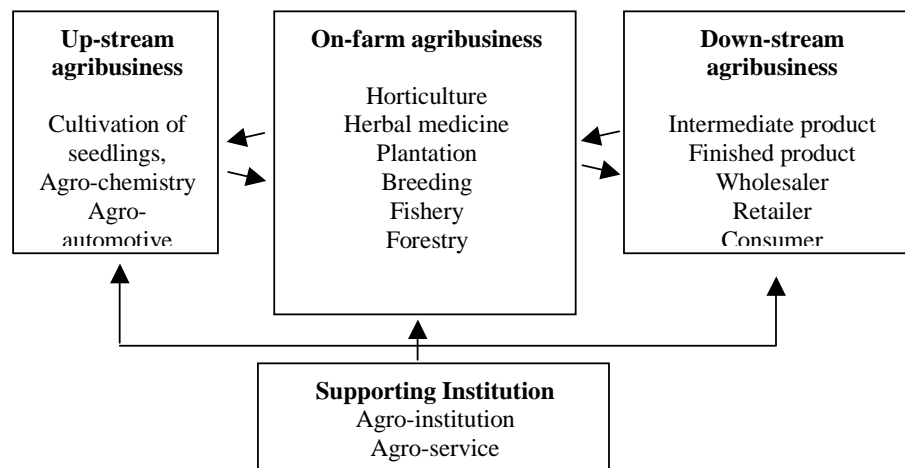 Up-stream
agribusiness
Cultivation of
seedlings,
Agro-chemistry
Agro-
automotive
On-farm agribusiness
Horticulture
Herbal medicine
Plantation
Breeding
Fishery
Forestry
Down-stream
agribusiness
Intermediate product
Finished product
Wholesaler
Retailer
Consumer
Supporting Institution
Agro-institution
Agro-service